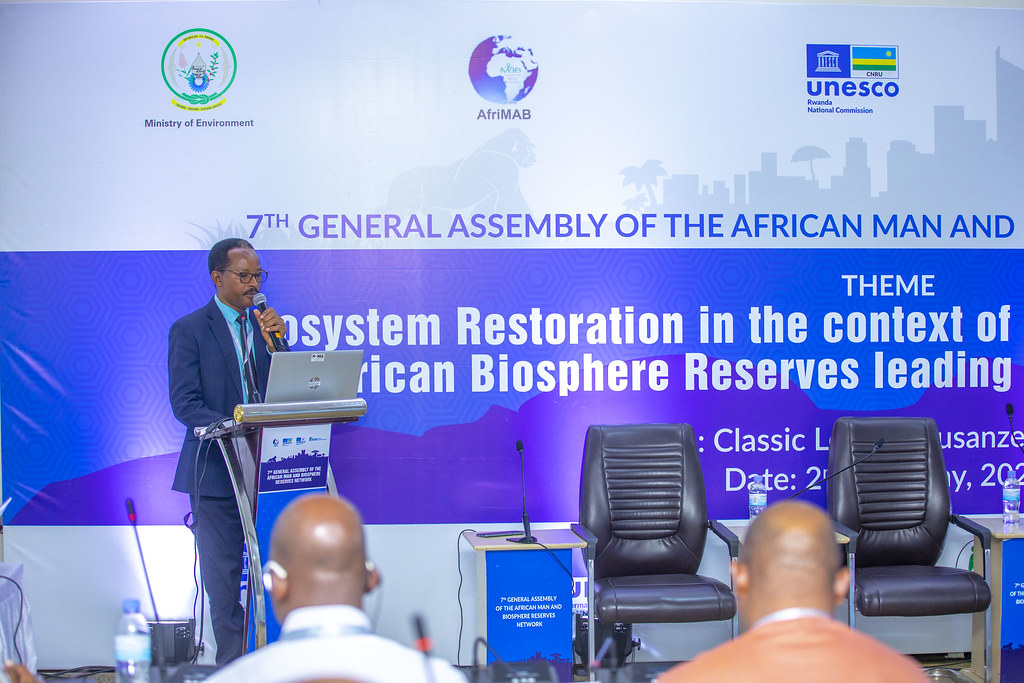 Ministry of Environment
AfriMAB
CNRU
unesco
Rwanda
National Commission
7TH GENERAL ASSEMBLY OF THE AFRICAN MAN AND
THEME
osystem Restoration in the context of
rican Biosphere Reserves leading
: Classic
Date:
7TH GENERAL ASSEMBLY OF THE
AFRICAN MAN AND BIOSPHERE
RESERVES NETWORK
7TH GENERAL ASSEMBLY
OF THE AFRICAN MAN AND
BIOSPHERE RESERVES
NETWORK